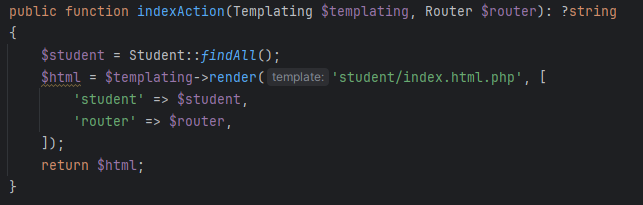 public function indexAction(Templating $templating, Router $router): ?string
{
    $student = Student::findAll();
    $html = $templating->render( template: 'student/index.html.php', [
        'student' => $student,
        'router' => $router,
    ]);
    return $html;
}